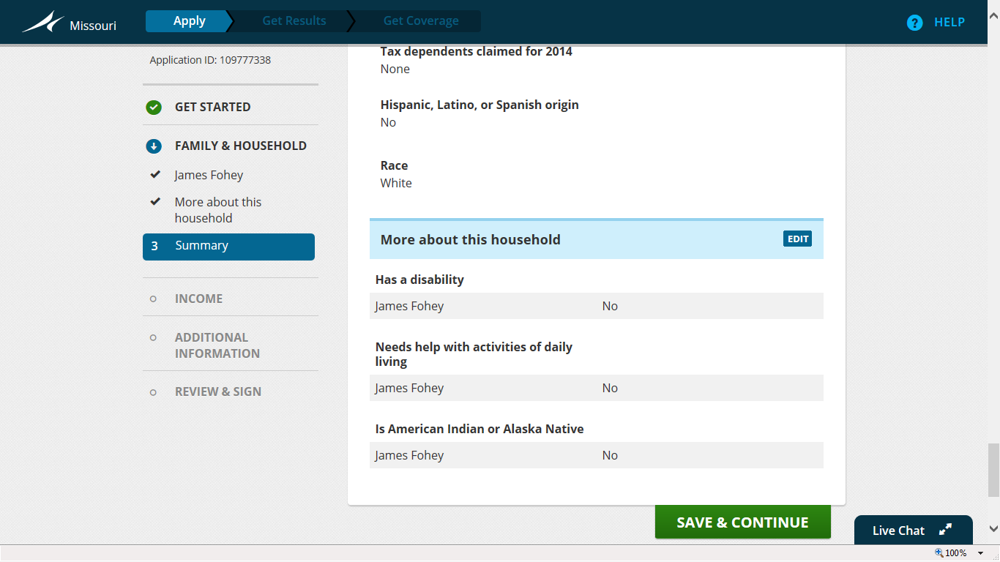 Missouri
Apply
Get Results
Get Coverage
? HELP
Application ID: 109777338
GET STARTED
FAMILY & HOUSEHOLD
James Fohey
More about this
household
3 Summary
INCOME
ADDITIONAL
INFORMATION
REVIEW & SIGN
Tax dependents claimed for 2014
None
Hispanic, Latino, or Spanish origin
No
Race
White
More about this household
EDIT
Has a disability
James Fohey No
Needs help with activities of daily
living
James Fohey No
Is American Indian or Alaska Native
James Fohey No
SAVE & CONTINUE
Live Chat
100%